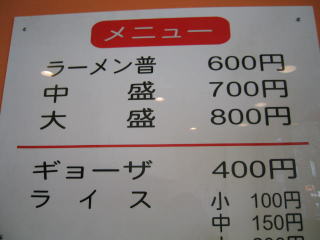 メニュー
ラーメン普 600円
中盛 700円
大盛 800円
ギョーザ 400円
ライス 小 100円
中 150円